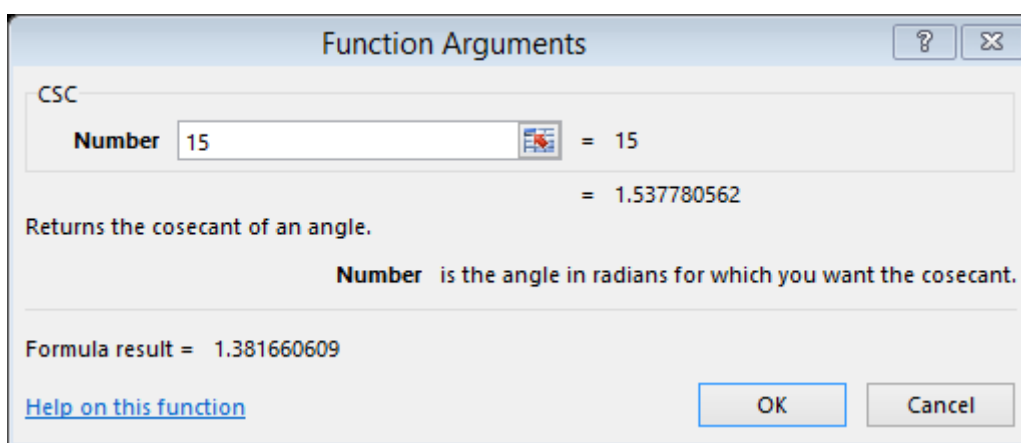 Function Arguments
CSC
Number 15 = 15
= 1.537780562
Returns the cosecant of an angle.
Number is the angle in radians for which you want the cosecant.
Formula result = 1.381660609
Help on this function OK Cancel